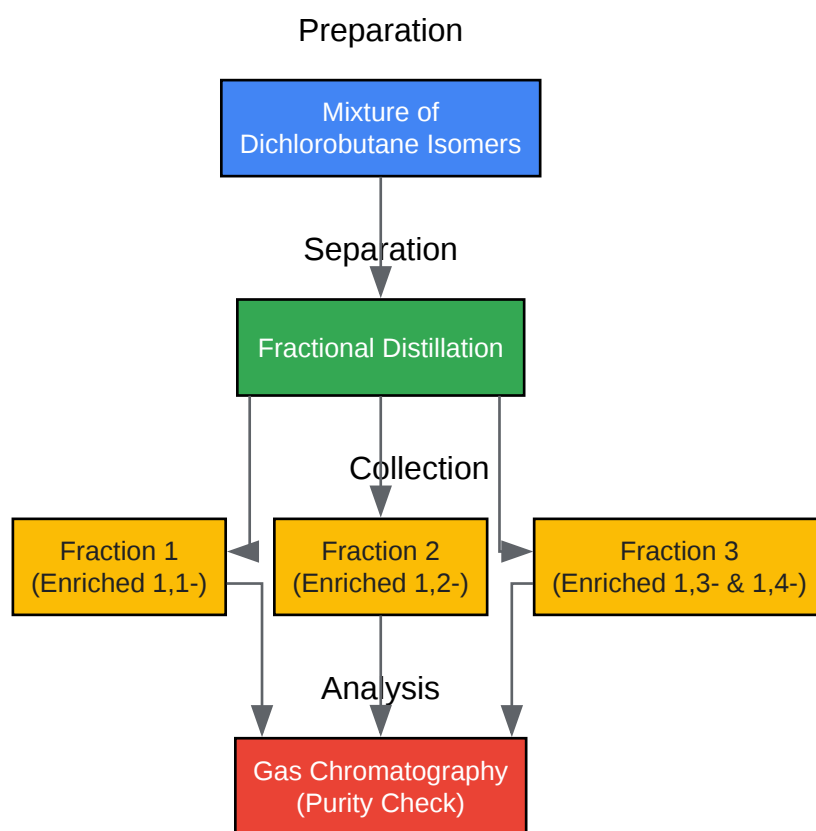 Preparation
Mixture of
Dichlorobutane Isomers
Separation
Fractional Distillation
Collection
Fraction 1
(Enriched 1,1-)
Fraction 2
(Enriched 1,2-)
Fraction 3
(Enriched 1,3- & 1,4-)
Analysis
Gas Chromatography
(Purity Check)